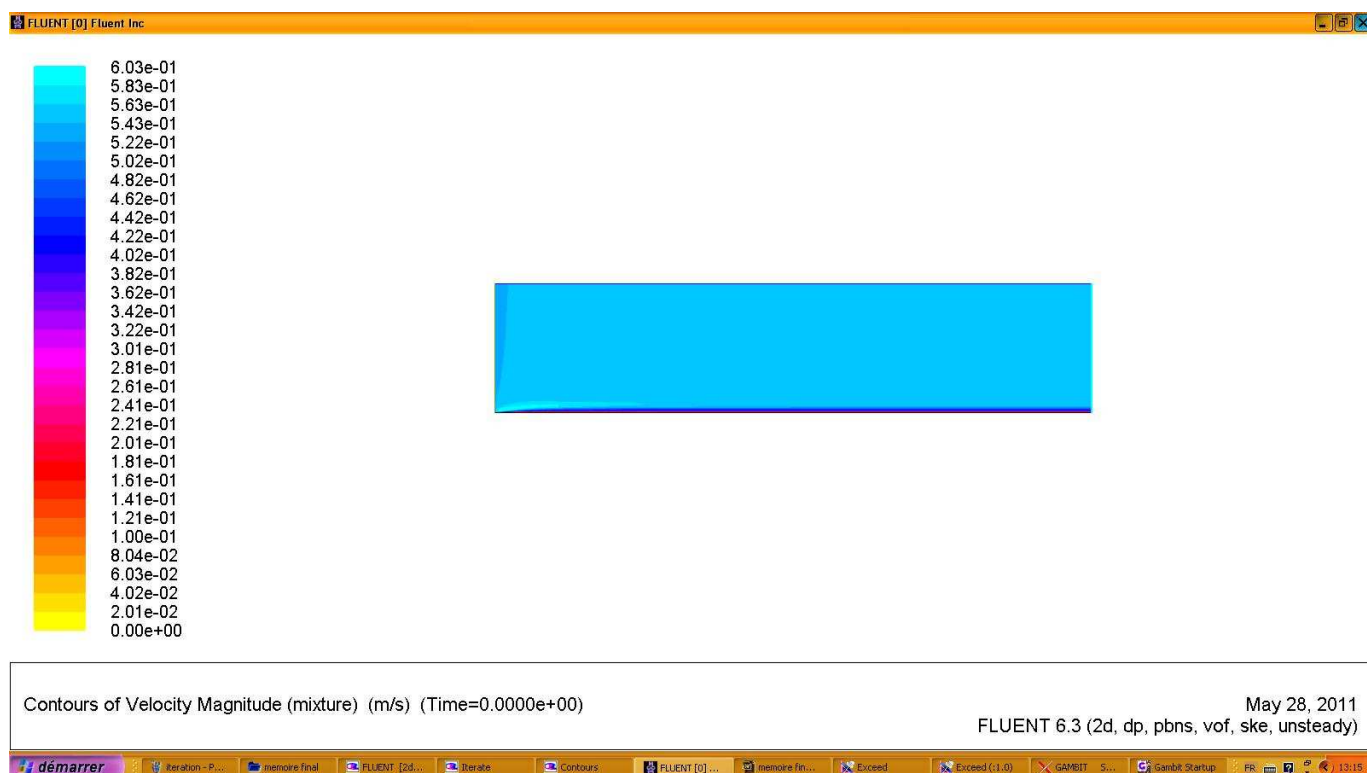 FLUENT [0] Fluent Inc
6.03e-01
5.83e-01
5.63e-01
5.43e-01
5.22e-01
5.02e-01
4.82e-01
4.62e-01
4.42e-01
4.22e-01
4.02e-01
3.82e-01
3.62e-01
3.42e-01
3.22e-01
3.01e-01
2.81e-01
2.61e-01
2.41e-01
2.21e-01
2.01e-01
1.81e-01
1.61e-01
1.41e-01
1.21e-01
1.00e-01
8.04e-02
6.03e-02
4.02e-02
2.01e-02
0.00e+00
Contours of Velocity Magnitude (mixture) (m/s) (Time=0.0000e+00)
May 28, 2011
FLUENT 6.3 (2d, dp, pbns, vof, ske, unsteady)
démarrer iteration - P... memoire final FLUENT [2d... Iterate Contours FLUENT [0] ... memoire fin... Exceed Exceed (:1.0) GAMBIT S... Gambit Startup FR 13:15